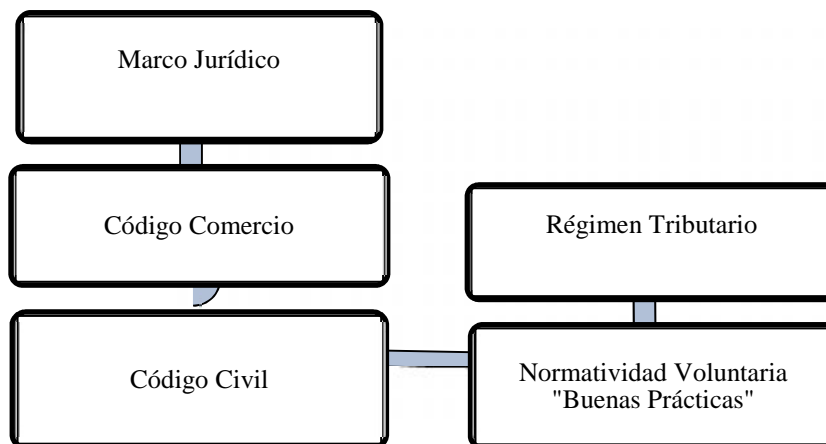 Marco Jurídico
Código Comercio
Régimen Tributario
Código Civil
Normatividad Voluntaria
"Buenas Prácticas"